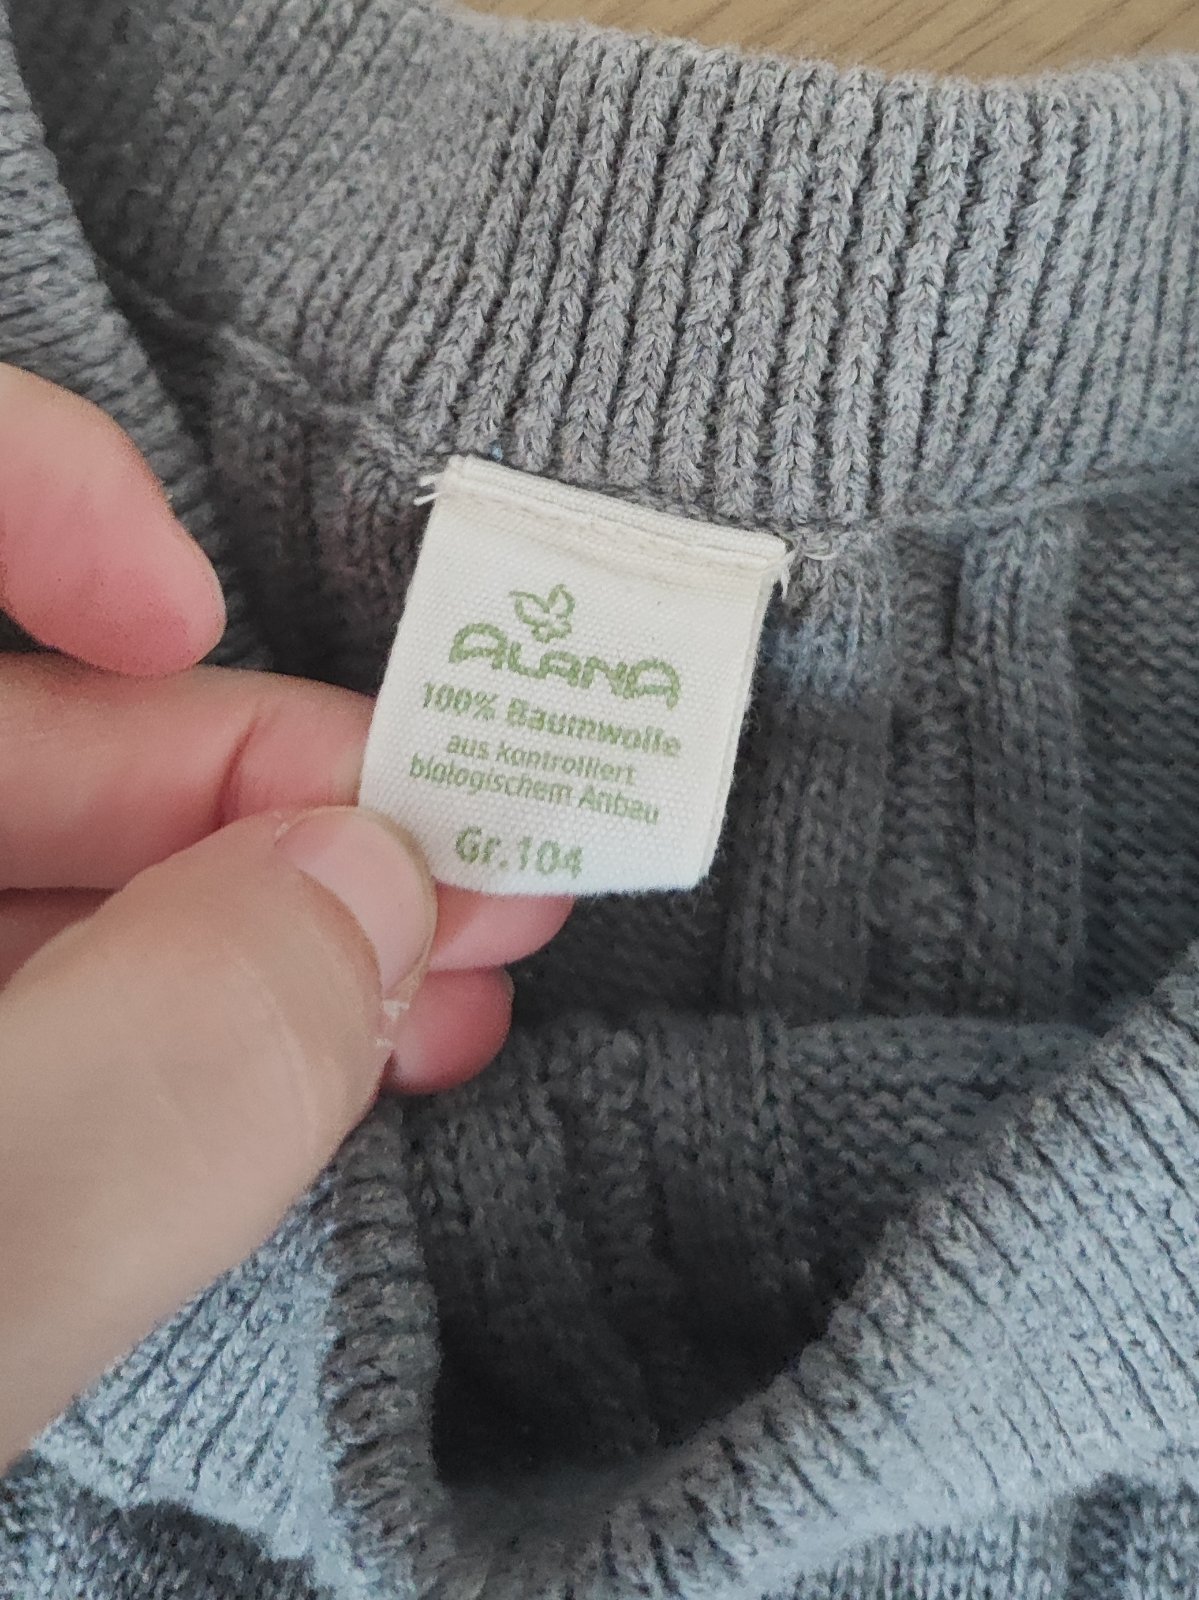 ALANA
100% Baumwolle
aus kontrolliert
biologischem Anbau
Gr.104